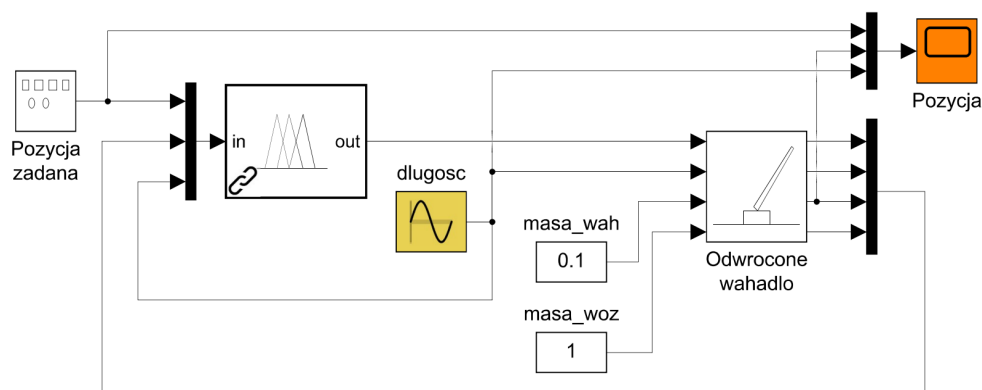 Pozycja
Pozycja
zadana
in
out
dlugosc
masa_wah
0.1
Odwrocone
wahadlo
masa_woz
1